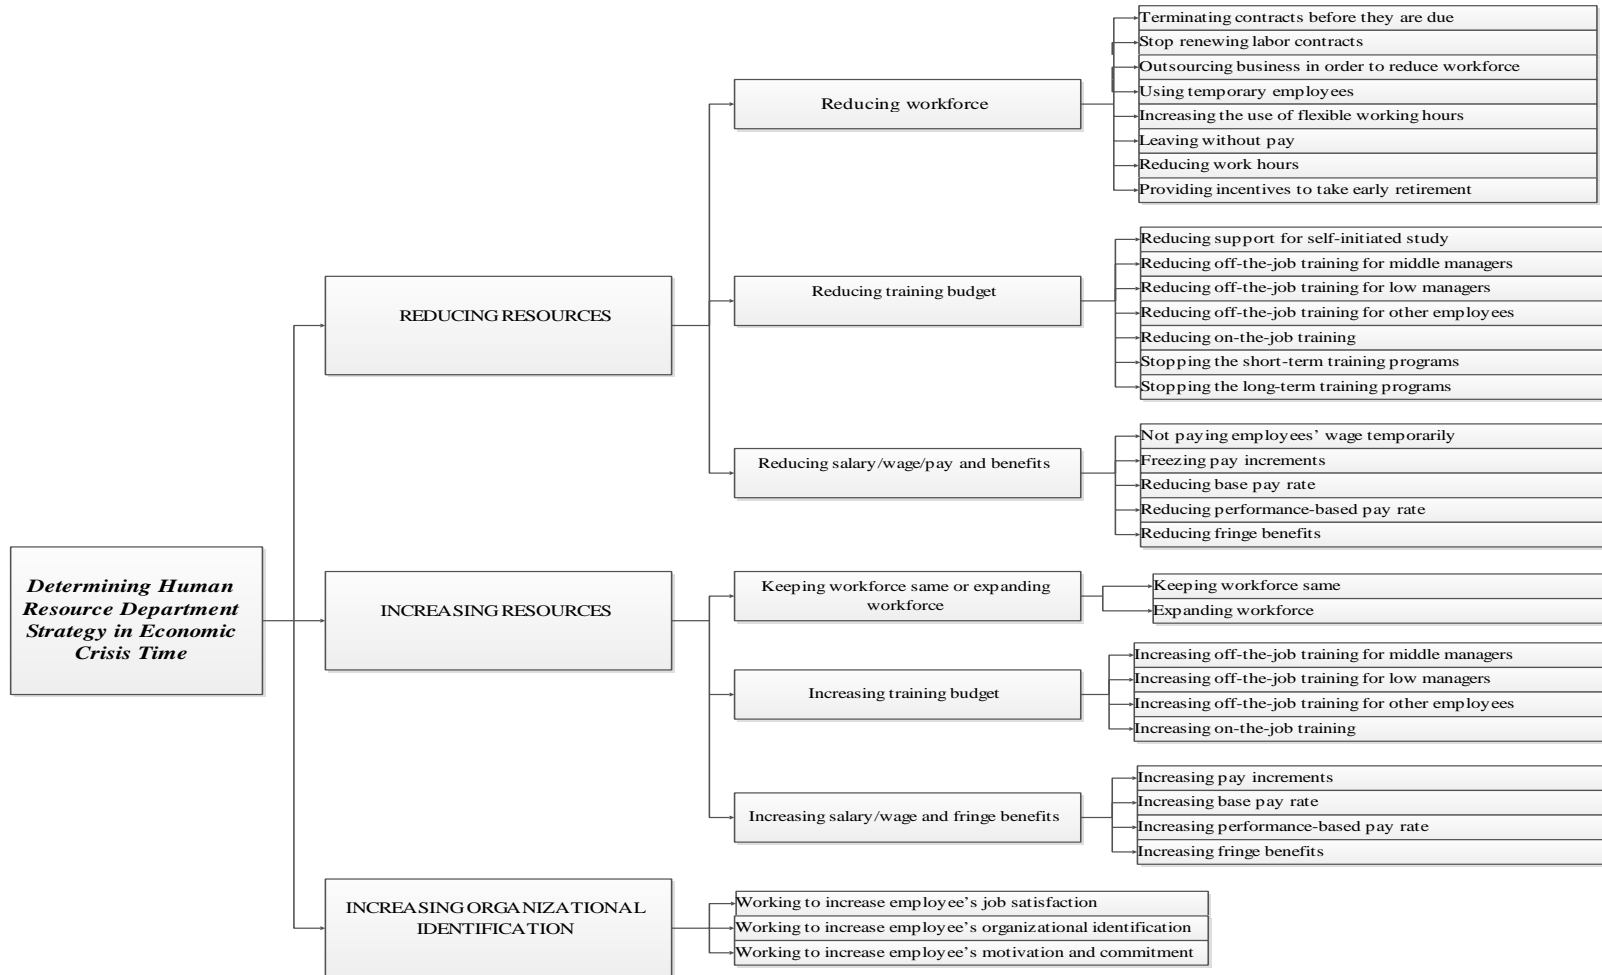 Determining Human
Resource Department
Strategy in Economic
Crisis Time
REDUCING RESOURCES
Reducing workforce
Terminating contracts before they are due
Stop renewing labor contracts
Outsourcing business in order to reduce workforce
Using temporary employees
Increasing the use of flexible working hours
Leaving without pay
Reducing work hours
Providing incentives to take early retirement
Reducing training budget
Reducing support for self-initiated study
Reducing off-the-job training for middle managers
Reducing off-the-job training for low managers
Reducing off-the-job training for other employees
Reducing on-the-job training
Stopping the short-term training programs
Stopping the long-term training programs
Reducing salary/wage/pay and benefits
Not paying employees’ wage temporarily
Freezing pay increments
Reducing base pay rate
Reducing performance-based pay rate
Reducing fringe benefits
INCREASING RESOURCES
Keeping workforce same or expanding
workforce
Keeping workforce same
Expanding workforce
Increasing training budget
Increasing off-the-job training for middle managers
Increasing off-the-job training for low managers
Increasing off-the-job training for other employees
Increasing on-the-job training
Increasing salary/wage and fringe benefits
Increasing pay increments
Increasing base pay rate
Increasing performance-based pay rate
Increasing fringe benefits
INCREASING ORGANIZATIONAL
IDENTIFICATION
Working to increase employee’s job satisfaction
Working to increase employee’s organizational identification
Working to increase employee’s motivation and commitment